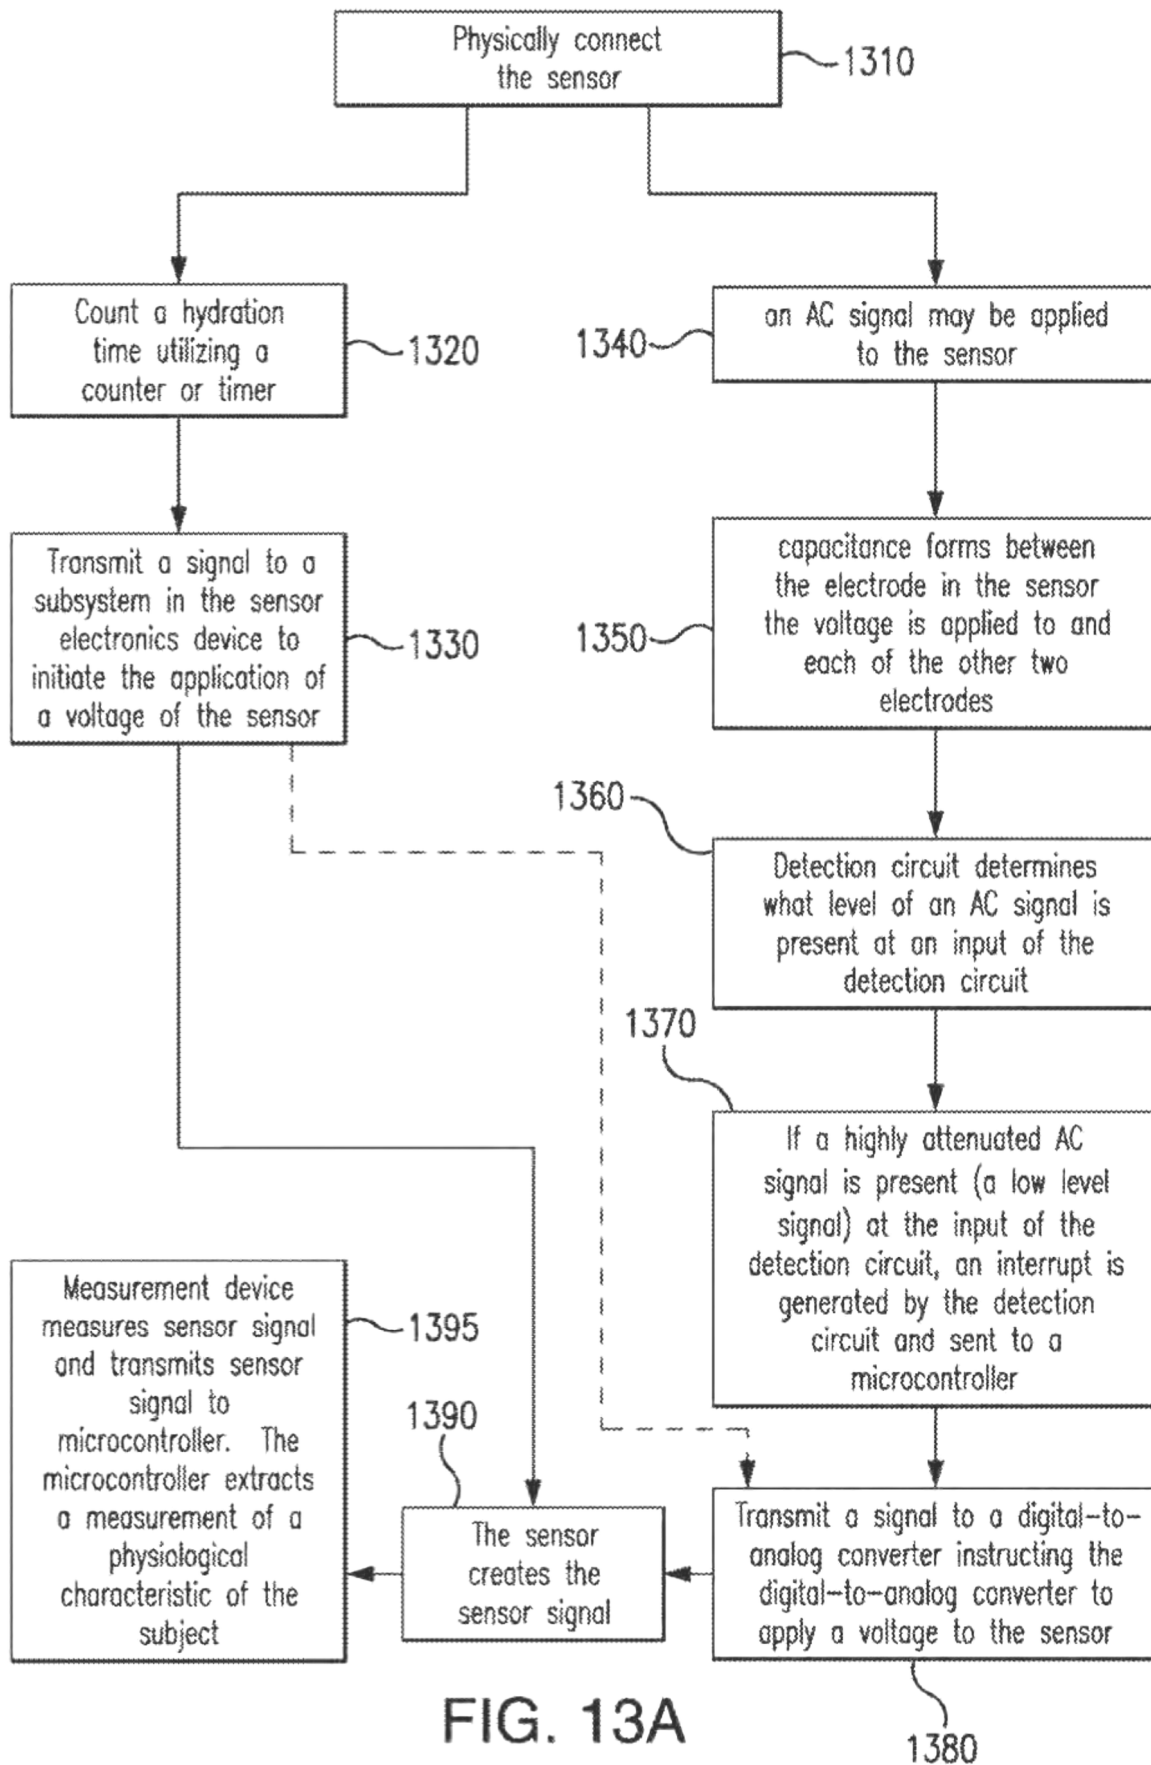 Physically connect
the sensor
1310
Count a hydration
time utilizing a
counter or timer
1320
1340
an AC signal may be applied
to the sensor
Transmit a signal to a
subsystem in the sensor
electronics device to
initiate the application of
a voltage of the sensor
1330
1350
capacitance forms between
the electrode in the sensor
the voltage is applied to and
each of the other two
electrodes
1360
Detection circuit determines
what level of an AC signal is
present at an input of the
detection circuit
1370
If a highly attenuated AC
signal is present (a low level
signal) at the input of the
detection circuit, an interrupt is
generated by the detection
circuit and sent to a
microcontroller
Measurement device
measures sensor signal
and transmits sensor
signal to
microcontroller. The
microcontroller extracts
a measurement of a
physiological
characteristic of the
subject
1395
1390
The sensor
creates the
sensor signal
Transmit a signal to a digital-to-
analog converter instructing the
digital-to-analog converter to
apply a voltage to the sensor
1380
FIG. 13A